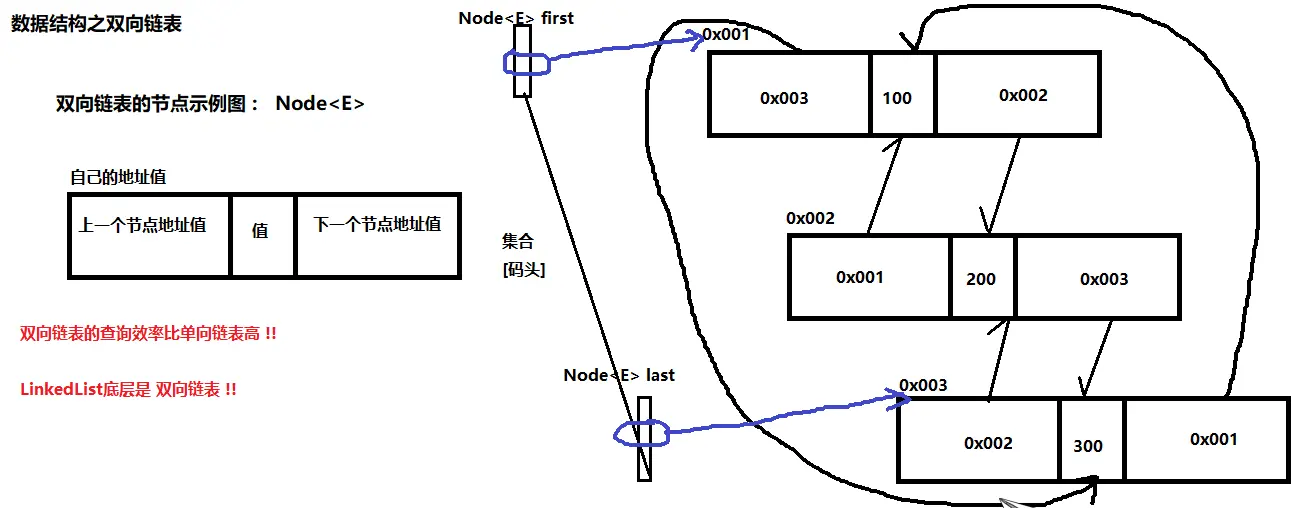 数据结构之双向链表
双向链表的节点示例图： Node<E>
自己的地址值
上一个节点地址值
值
下一个节点地址值
双向链表的查询效率比单向链表高 !!
LinkedList底层是 双向链表 !!
Node<E> first
集合
[码头]
Node<E> last
0x001
0x003
100
0x002
0x002
0x001
200
0x003
0x003
0x002
300
0x001